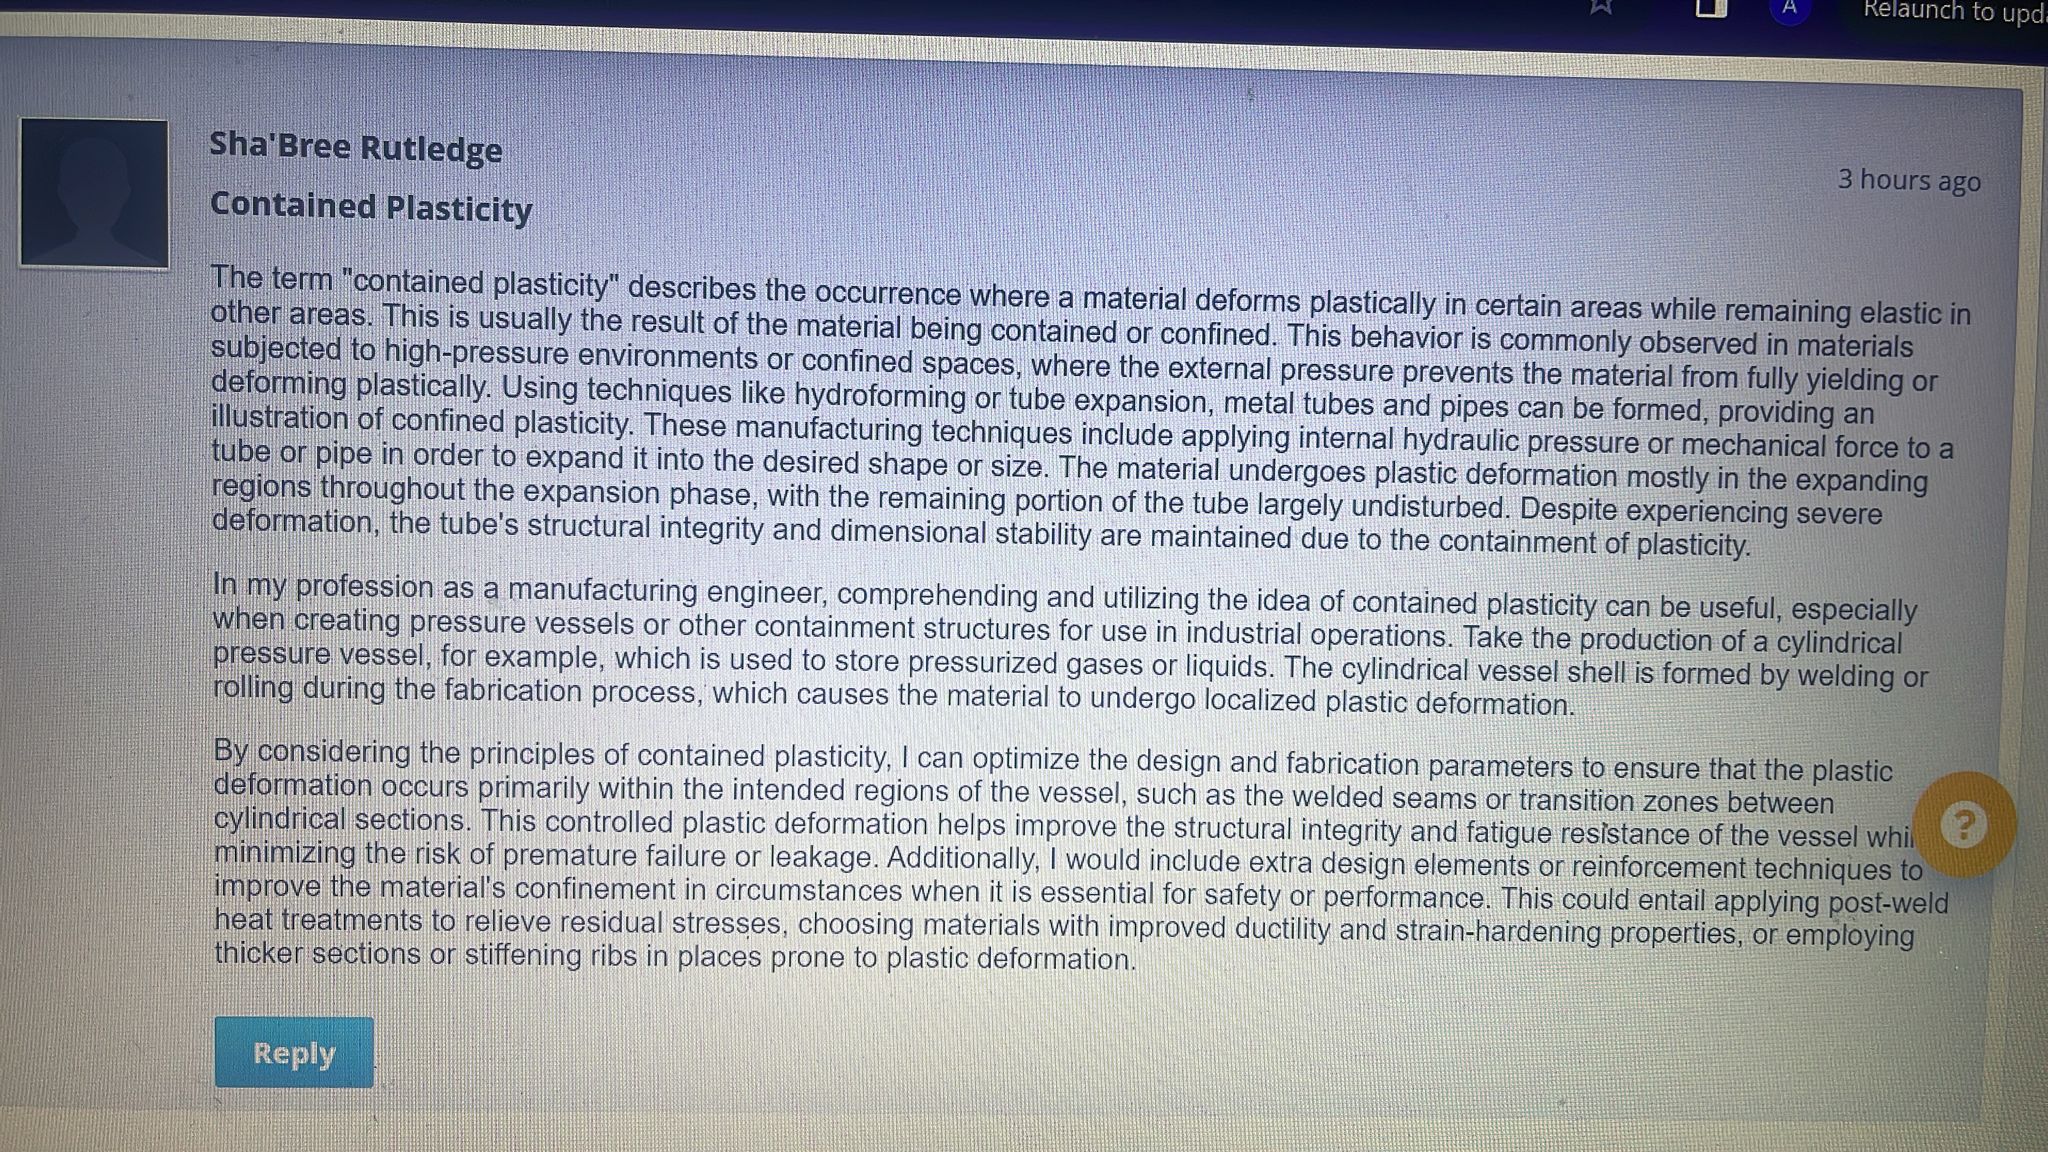 A
Relaunch to upd
Sha'Bree Rutledge
3 hours ago
Contained Plasticity
The term "contained plasticity" describes the occurrence where a material deforms plastically in certain areas while remaining elastic in
other areas. This is usually the result of the material being contained or confined. This behavior is commonly observed in materials
subjected to high-pressure environments or confined spaces, where the external pressure prevents the material from fully yielding or
deforming plastically. Using techniques like hydroforming or tube expansion, metal tubes and pipes can be formed, providing an
illustration of confined plasticity. These manufacturing techniques include applying internal hydraulic pressure or mechanical force to a
tube or pipe in order to expand it into the desired shape or size. The material undergoes plastic deformation mostly in the expanding
regions throughout the expansion phase, with the remaining portion of the tube largely undisturbed. Despite experiencing severe
deformation, the tube's structural integrity and dimensional stability are maintained due to the containment of plasticity.
In my profession as a manufacturing engineer, comprehending and utilizing the idea of contained plasticity can be useful, especially
when creating pressure vessels or other containment structures for use in industrial operations. Take the production of a cylindrical
pressure vessel, for example, which is used to store pressurized gases or liquids. The cylindrical vessel shell is formed by welding or
rolling during the fabrication process, which causes the material to undergo localized plastic deformation.
By considering the principles of contained plasticity, I can optimize the design and fabrication parameters to ensure that the plastic
deformation occurs primarily within the intended regions of the vessel, such as the welded seams or transition zones between
cylindrical sections. This controlled plastic deformation helps improve the structural integrity and fatigue resistance of the vessel whil
minimizing the risk of premature failure or leakage. Additionally, I would include extra design elements or reinforcement techniques to
improve the material's confinement in circumstances when it is essential for safety or performance. This could entail applying post-weld
heat treatments to relieve residual stresses, choosing materials with improved ductility and strain-hardening properties, or employing
thicker sections or stiffening ribs in places prone to plastic deformation.
?
Reply